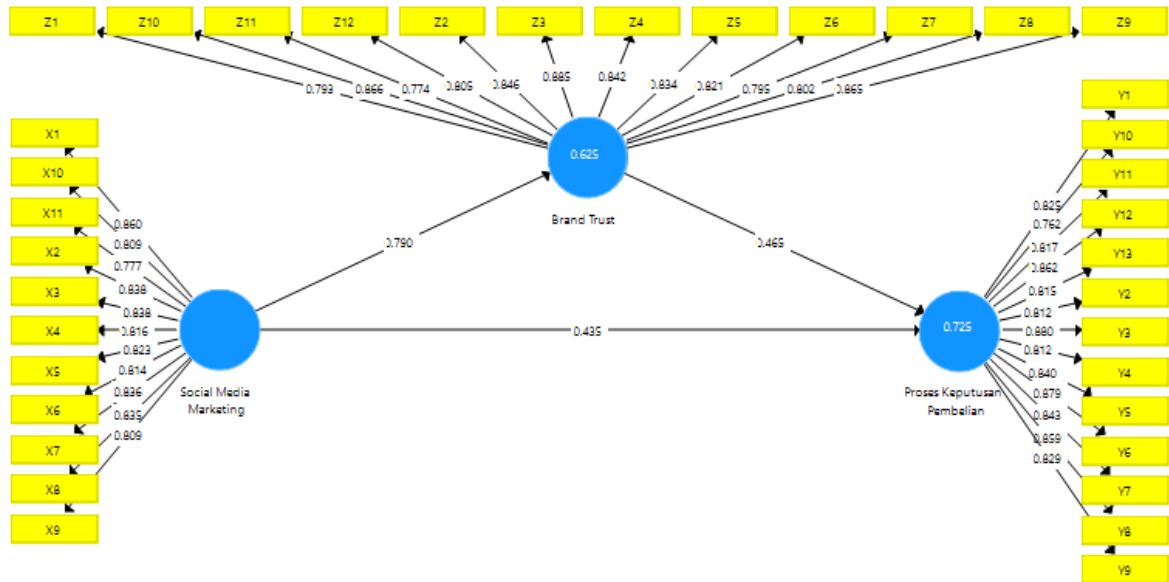 Z1 Z10 Z11 Z12 Z2 Z3 Z4 Z5 Z6 Z7 Z8 Z9
0.793 0.866 0.774 0.805 0.846 0.885 0.842 0.834 0.821 0.795 0.802 0.865
0.625
Brand Trust
X1
X10
X11
X2
X3
X4
X5
X6
X7
X8
X9
0.860
0.809
0.777
0.838
0.838
0.816
0.823
0.814
0.836
0.835
0.809
Social Media
Marketing
0.790
0.465
0.435
0.725
Proses Keputusan
Pembelian
0.825
0.762
0.817
0.862
0.815
0.812
0.880
0.812
0.840
0.879
0.843
0.859
0.829
Y1
Y10
Y11
Y12
Y13
Y2
Y3
Y4
Y5
Y6
Y7
Y8
Y9